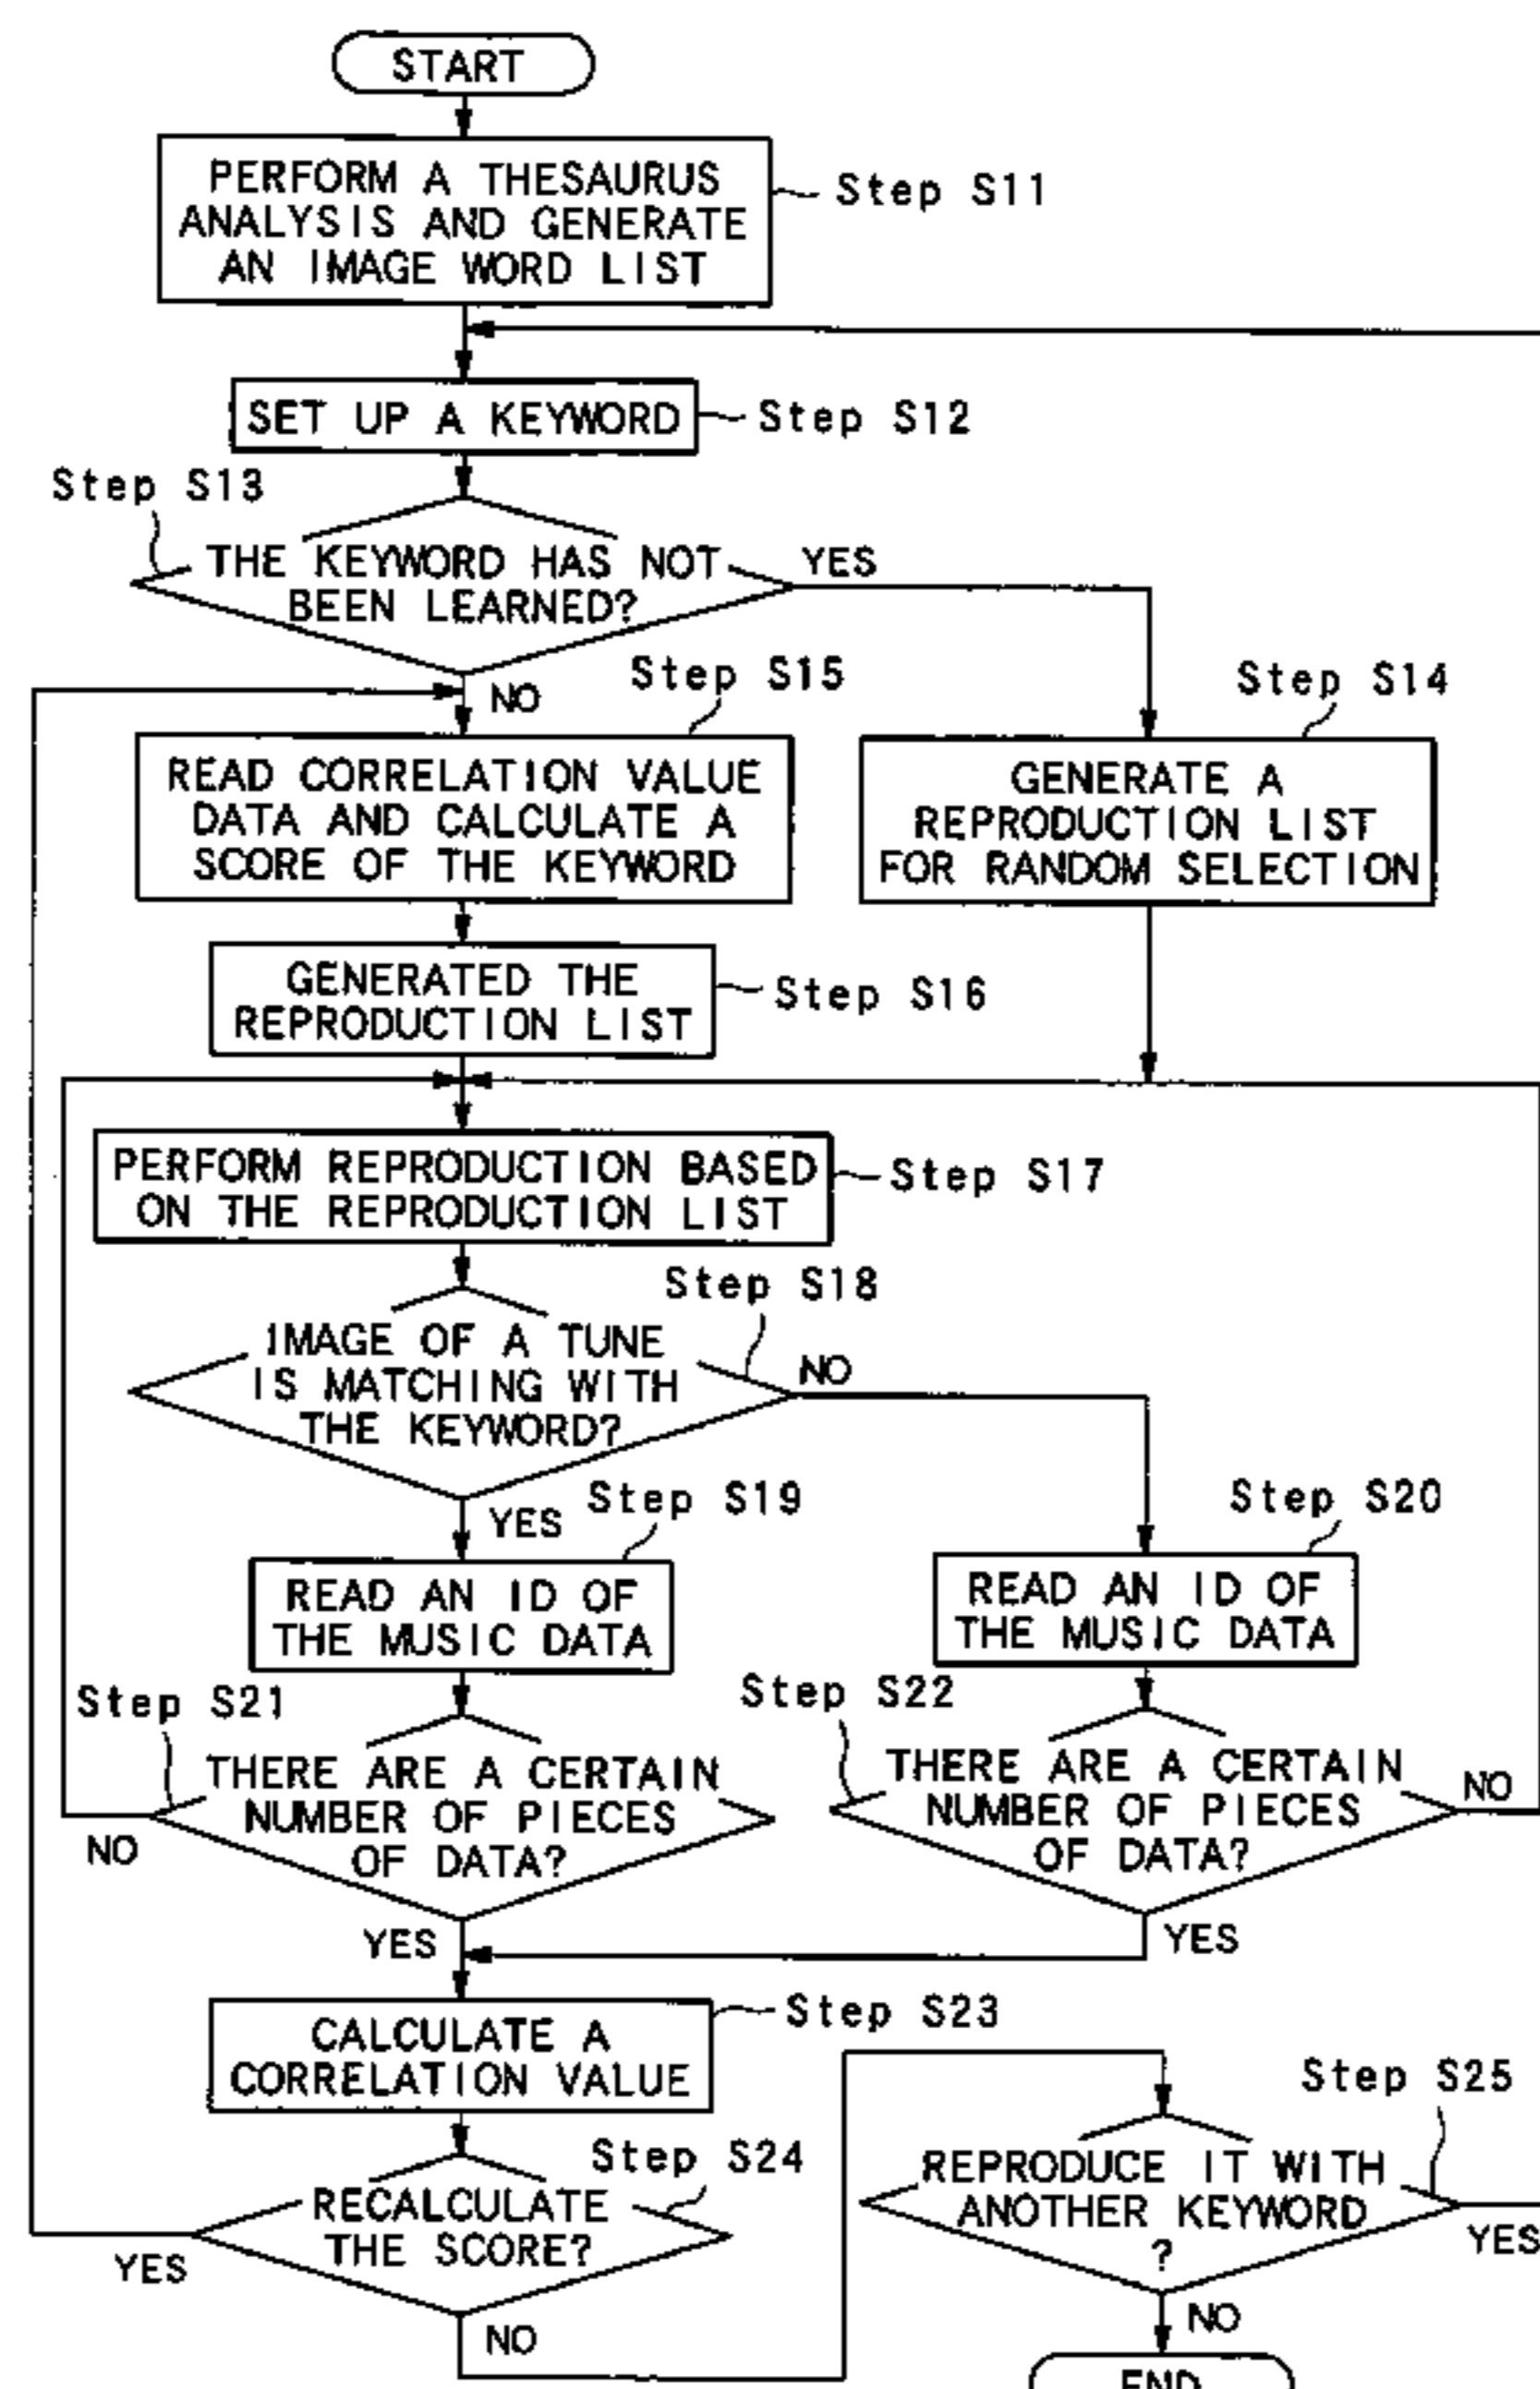 START
PERFORM A THESAURUS
ANALYSIS AND GENERATE
AN IMAGE WORD LIST
Step S11
SET UP A KEYWORD
Step S12
Step S13
THE KEYWORD HAS NOT
BEEN LEARNED?
YES
NO
Step S15
Step S14
READ CORRELATION VALUE
DATA AND CALCULATE A
SCORE OF THE KEYWORD
GENERATE A
REPRODUCTION LIST
FOR RANDOM SELECTION
GENERATED THE
REPRODUCTION LIST
Step S16
PERFORM REPRODUCTION BASED
ON THE REPRODUCTION LIST
Step S17
Step S18
IMAGE OF A TUNE
IS MATCHING WITH
THE KEYWORD?
NO
YES
Step S19
Step S20
READ AN ID OF
THE MUSIC DATA
READ AN ID OF
THE MUSIC DATA
Step S21
Step S22
THERE ARE A CERTAIN
NUMBER OF PIECES
OF DATA?
NO
THERE ARE A CERTAIN
NUMBER OF PIECES
OF DATA?
NO
YES
YES
CALCULATE A
CORRELATION VALUE
Step S23
Step S24
RECALCULATE
THE SCORE?
YES
NO
Step S25
REPRODUCE IT WITH
ANOTHER KEYWORD
?
YES
NO
END